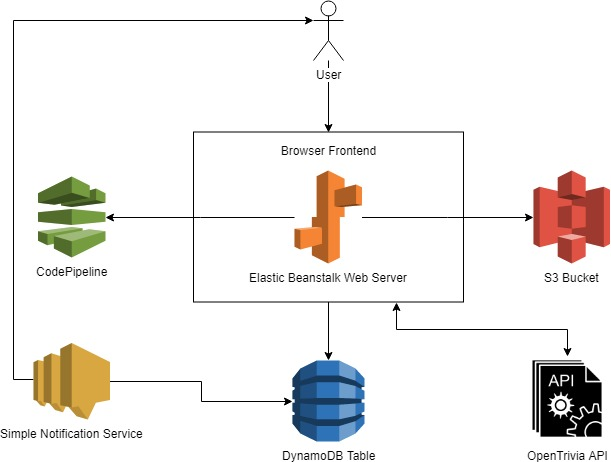 User
Browser Frontend
Elastic Beanstalk Web Server
CodePipeline
S3 Bucket
API
Simple Notification Service
DynamoDB Table
OpenTrivia API